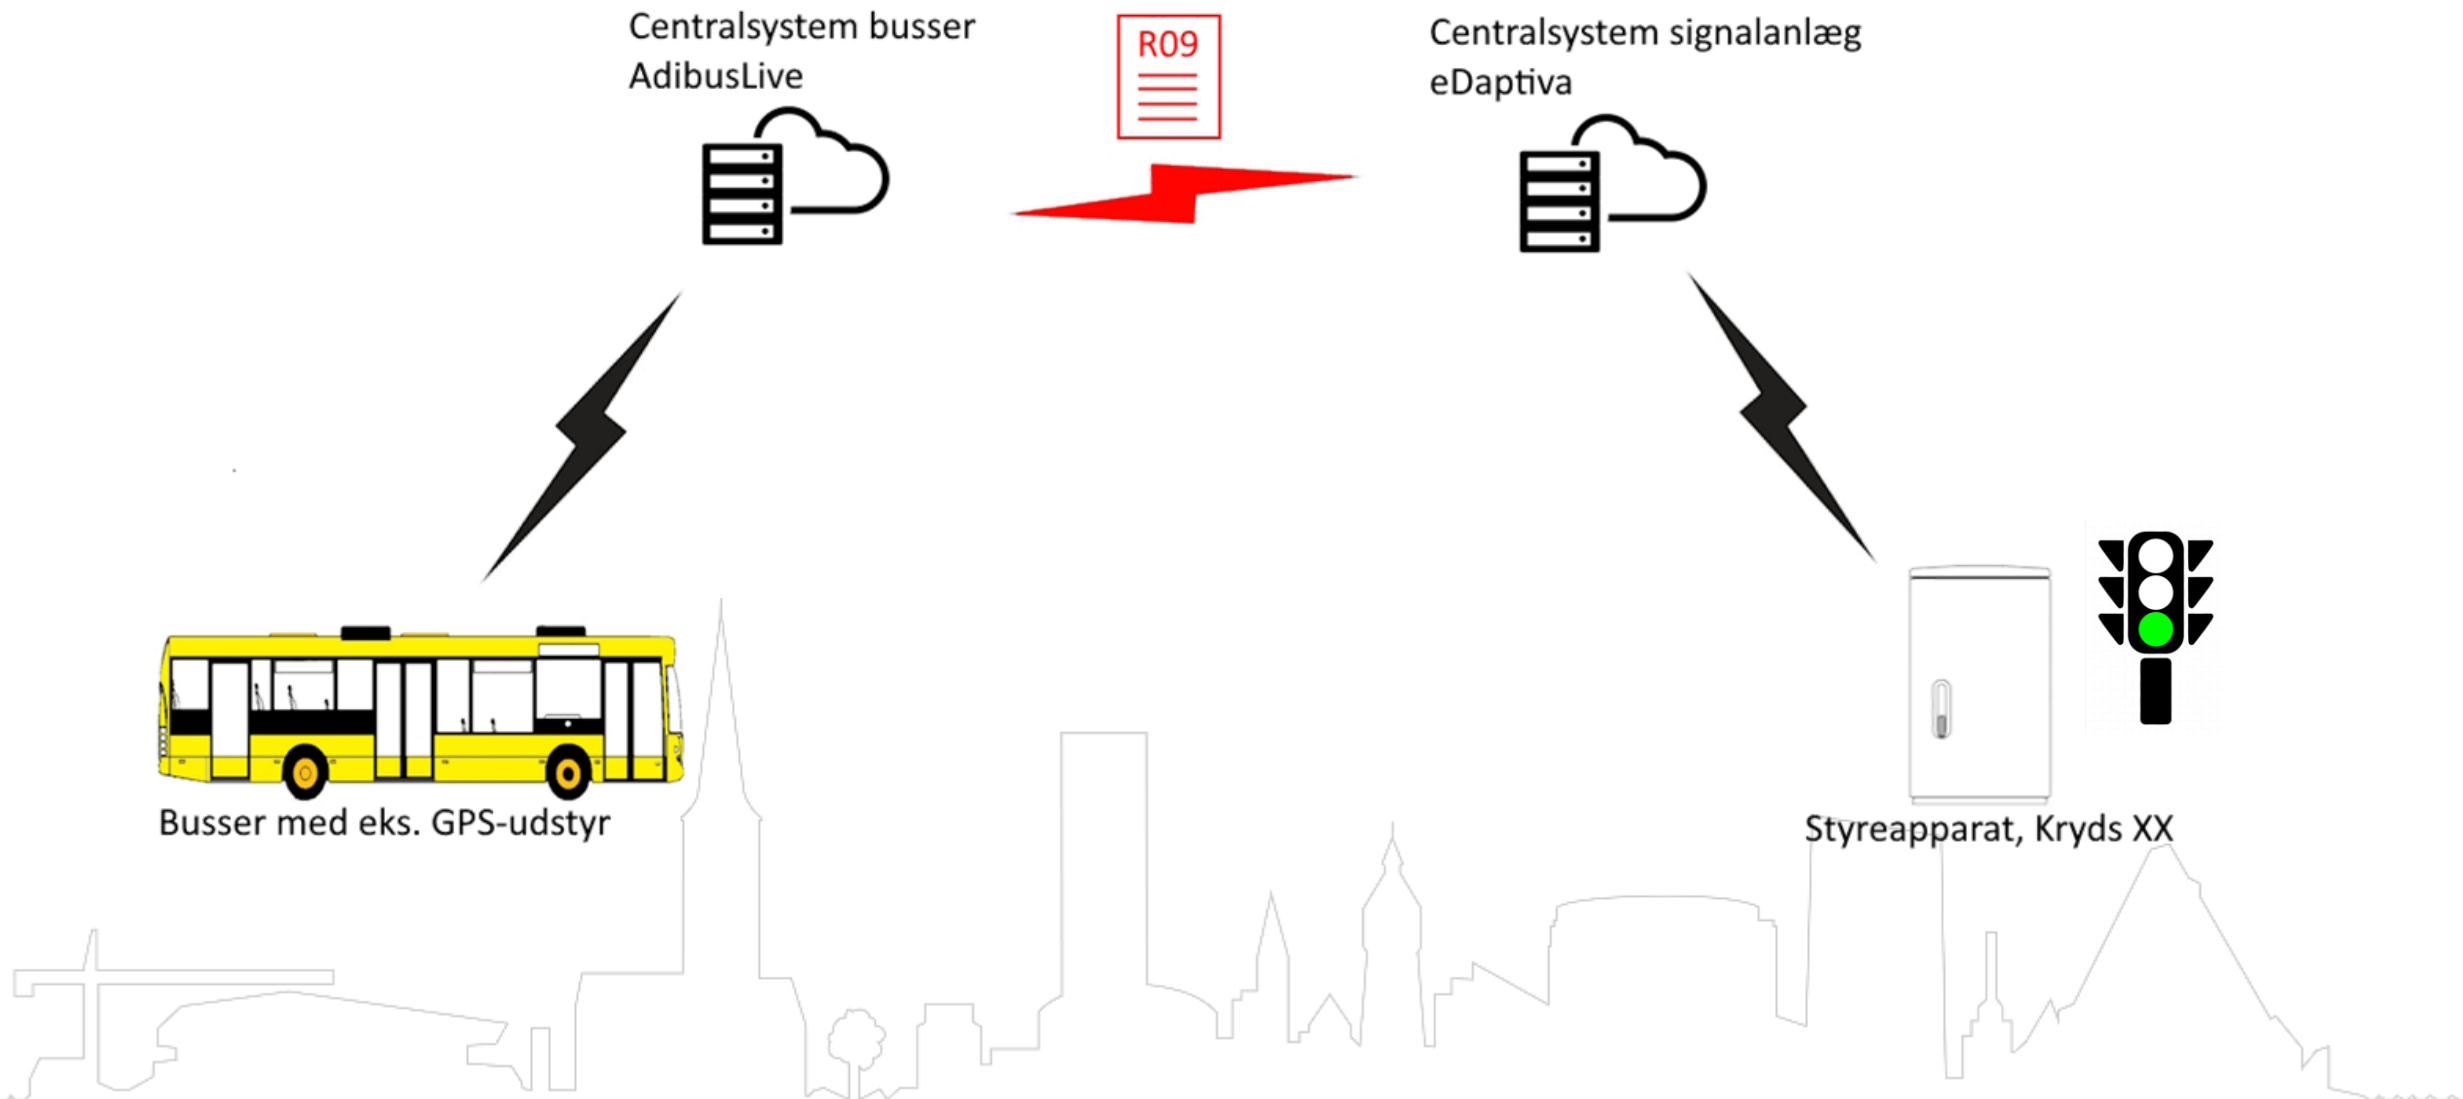 Centralsystem busser
AdibusLive
R09
Centralsystem signalanlæg
eDaptiva
Busser med eks. GPS-udstyr
Styreapparat, Kryds XX